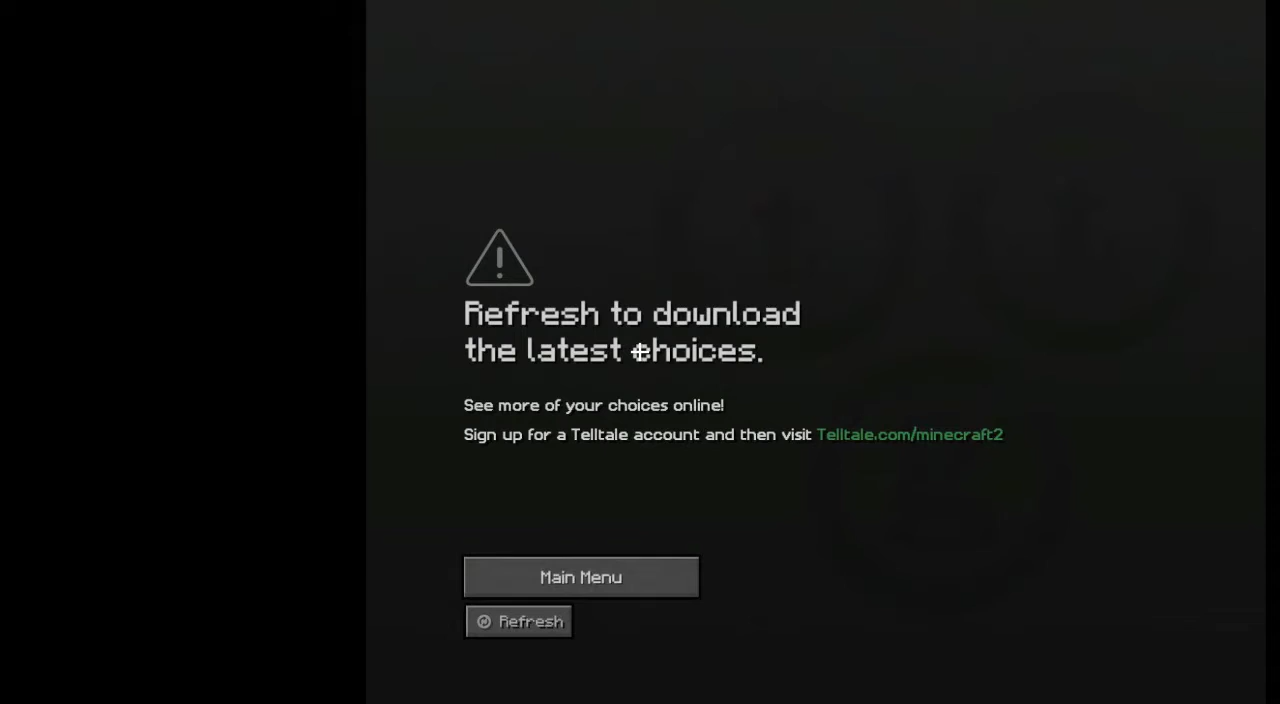 Refresh to download
the latest choices.
See more of your choices online!
Sign up for a Telltale account and then visit Telltale.com/minecraft2
Main Menu
Refresh